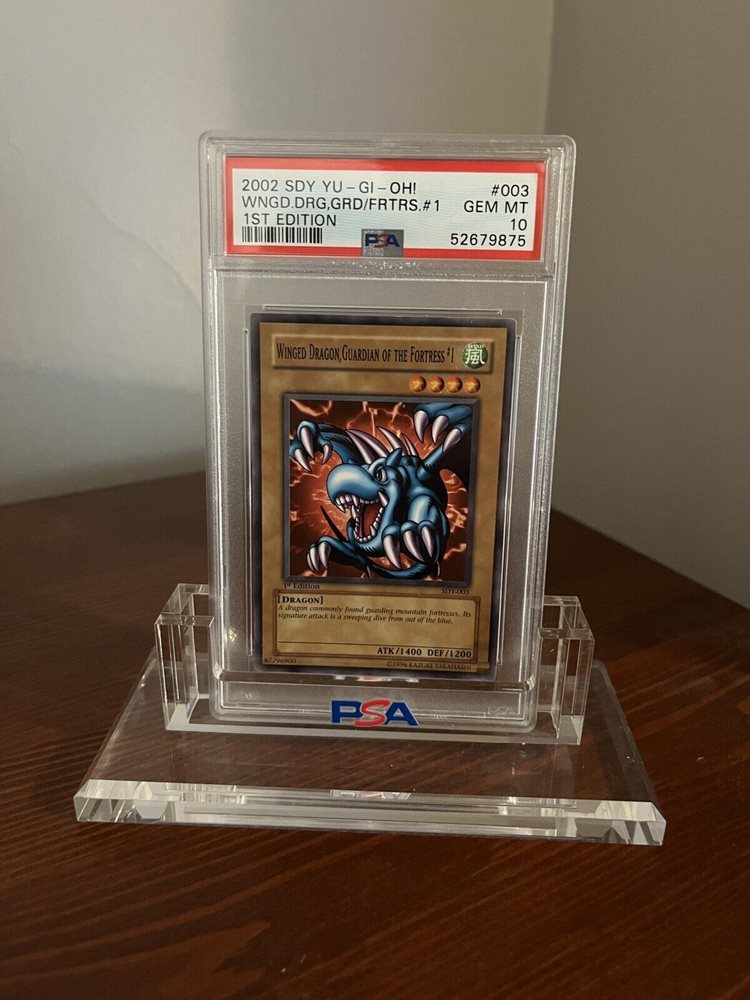 2002 SDY YU-GI-OH! #003
WNGD.DRG,GRD/FRTRS.#1 GEM MT
1ST EDITION 10
PSA 52679875
WINGED DRAGON, GUARDIAN OF THE FORTRESS #1
WIND
風
1st Edition SDY-003
[DRAGON]
A dragon commonly found guarding mountain fortresses. Its
signature attack is a sweeping dive from out of the blue.
ATK/1400 DEF/1200
87796900 ©1996 KAZUKI TAKAHASHI
PSA
PSA